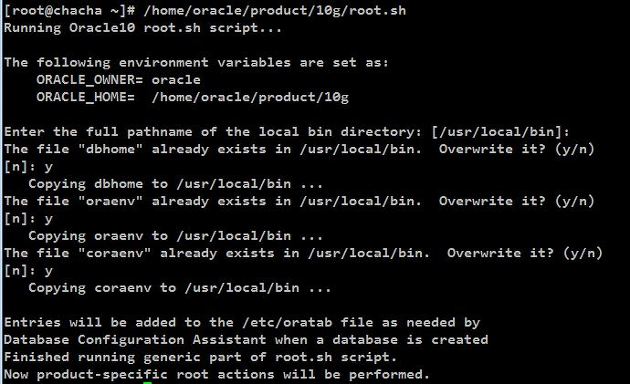 [root@chacha ~]# /home/oracle/product/10g/root.sh
Running Oracle10 root.sh script...
The following environment variables are set as:
ORACLE_OWNER= oracle
ORACLE_HOME=  /home/oracle/product/10g
Enter the full pathname of the local bin directory: [/usr/local/bin]:
The file "dbhome" already exists in /usr/local/bin.  Overwrite it? (y/n)
[n]: y
Copying dbhome to /usr/local/bin ...
The file "oraenv" already exists in /usr/local/bin.  Overwrite it? (y/n)
[n]: y
Copying oraenv to /usr/local/bin ...
The file "coraenv" already exists in /usr/local/bin.  Overwrite it? (y/n)
[n]: y
Copying coraenv to /usr/local/bin ...
Entries will be added to the /etc/oratab file as needed by
Database Configuration Assistant when a database is created
Finished running generic part of root.sh script.
Now product-specific root actions will be performed.